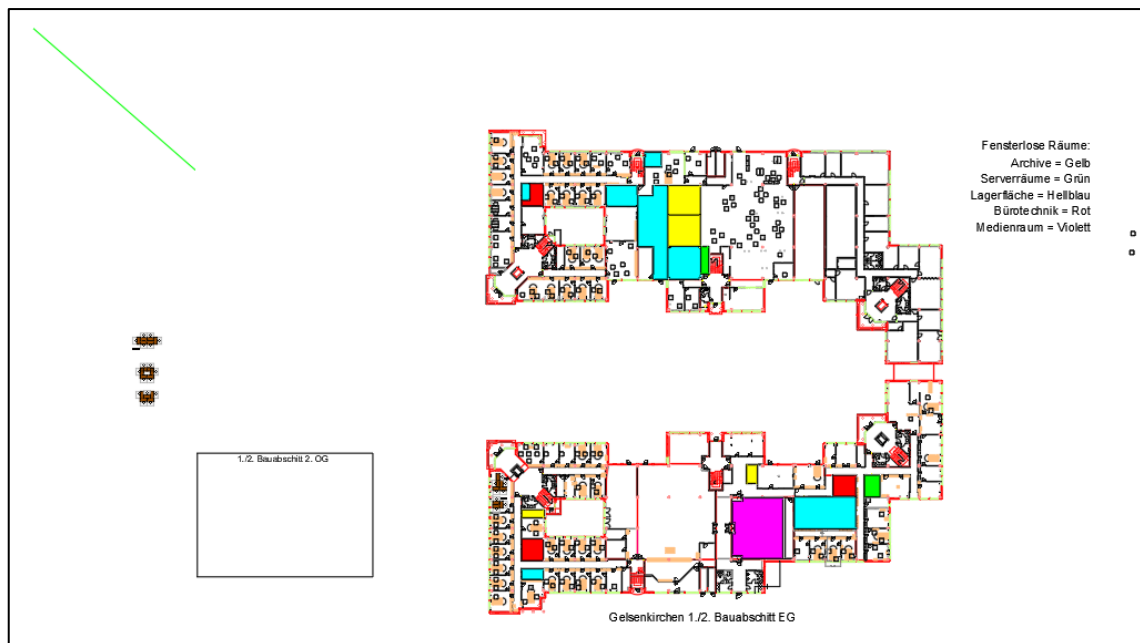 Fensterlose Räume:
Archive = Gelb
Serverräume = Grün
Lagerfläche = Hellblau
Bürotechnik = Rot
Medienraum = Violett
1./2. Bauabschitt 2. OG
Gelsenkirchen 1./2. Bauabschitt EG